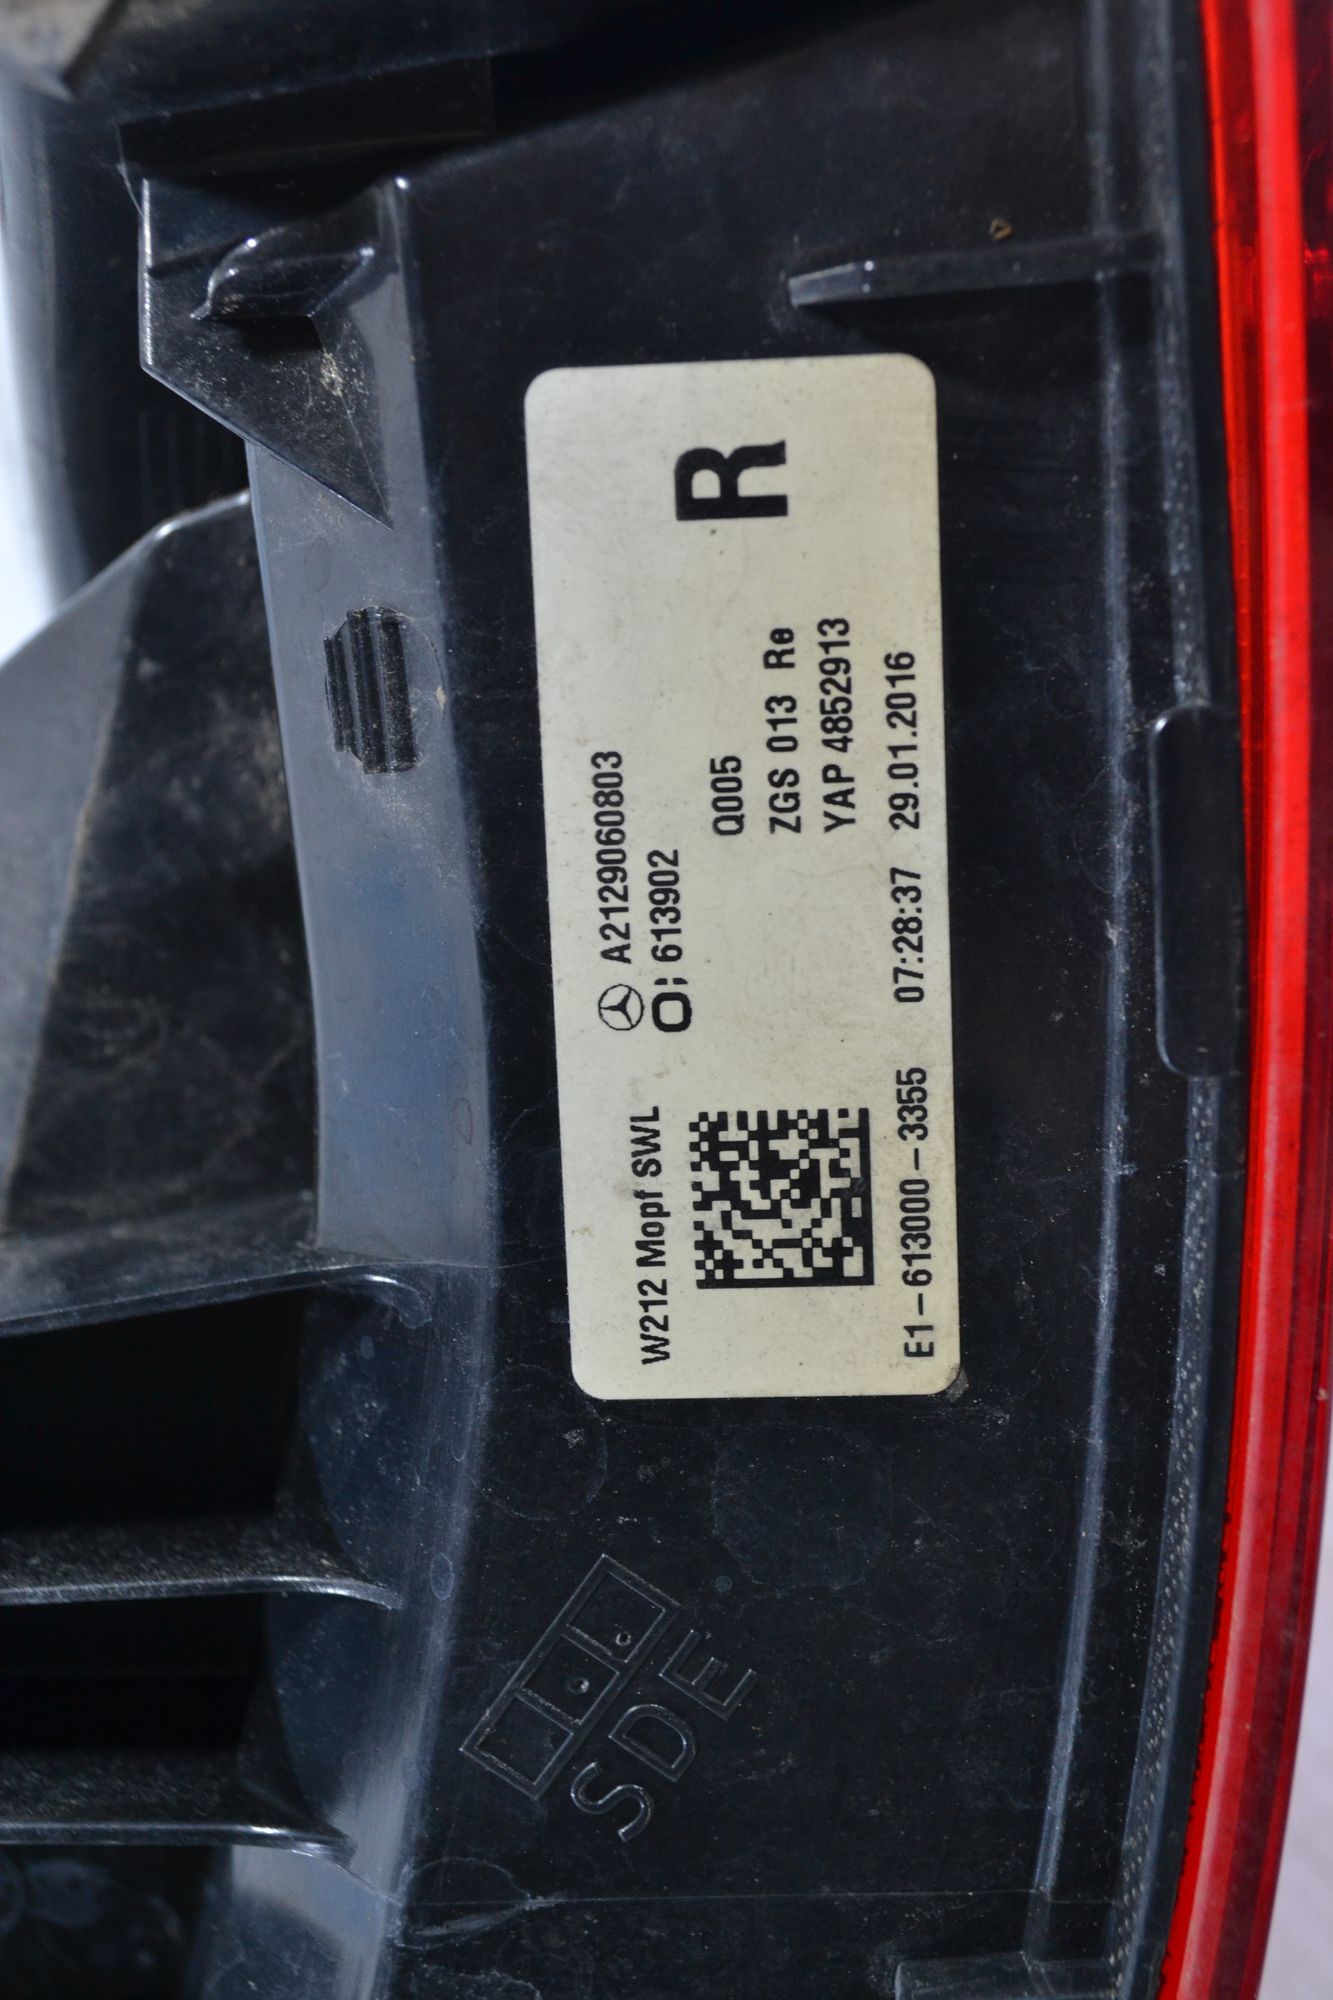 A2129060803
R
W212 Mopf SWL
O; 613902
Q005
ZGS 013 Re
YAP 4852913
E1-613000-3355 07:28:37 29.01.2016
SDE